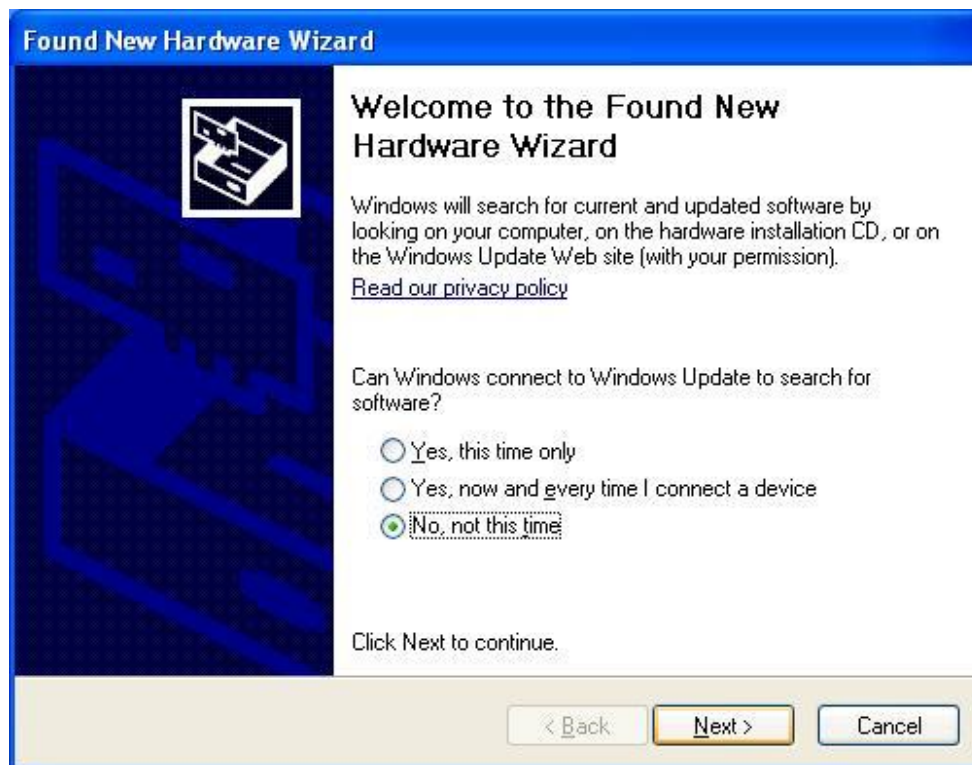 Found New Hardware Wizard
Welcome to the Found New
Hardware Wizard
Windows will search for current and updated software by
looking on your computer, on the hardware installation CD, or on
the Windows Update Web site (with your permission).
Read our privacy policy
Can Windows connect to Windows Update to search for
software?
Yes, this time only
Yes, now and every time I connect a device
No, not this time
Click Next to continue.
< Back Next > Cancel